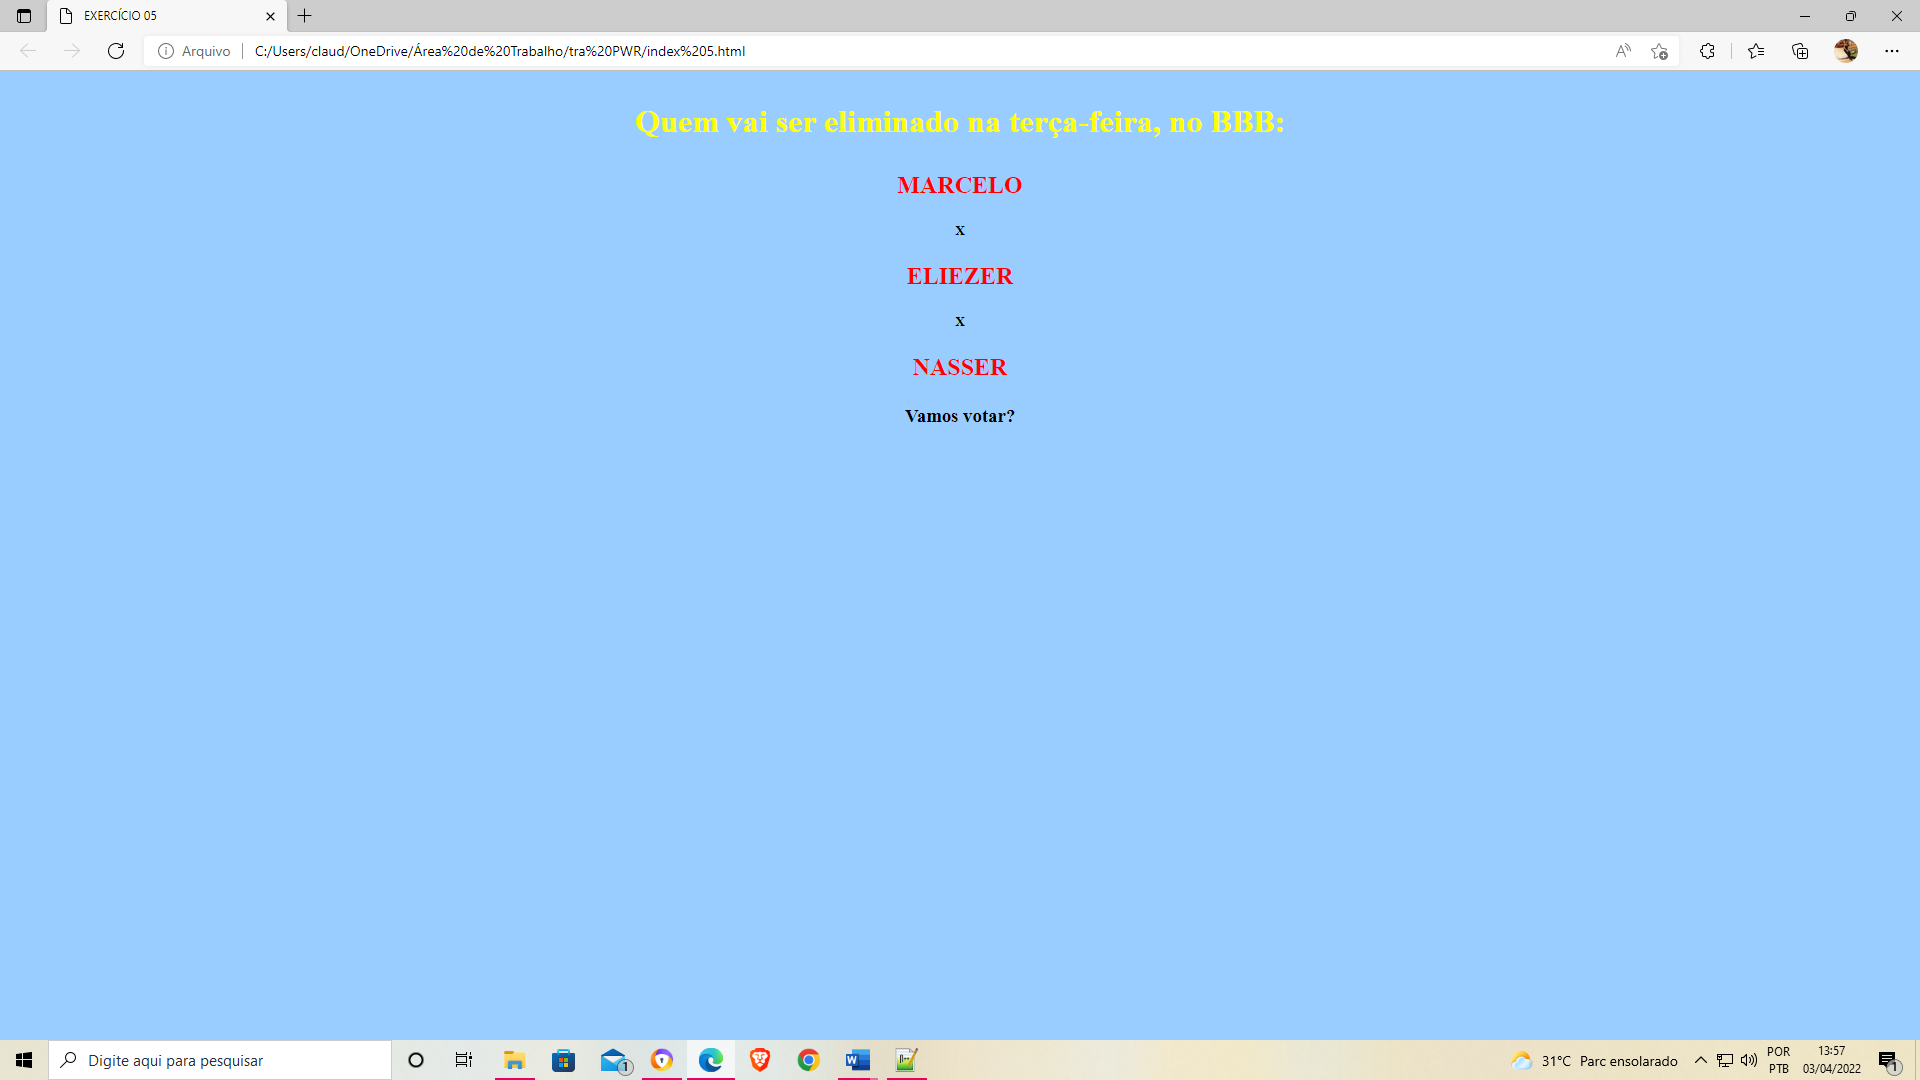 EXERCÍCIO 05
Arquivo
C:/Users/claud/OneDrive/Área%20de%20Trabalho/tra%20PWR/index%205.html
Quem vai ser eliminado na terça-feira, no BBB:
MARCELO
x
ELIEZER
x
NASSER
Vamos votar?
Digite aqui para pesquisar
1
31°C Parc ensolarado
POR
PTB
13:57
03/04/2022
1